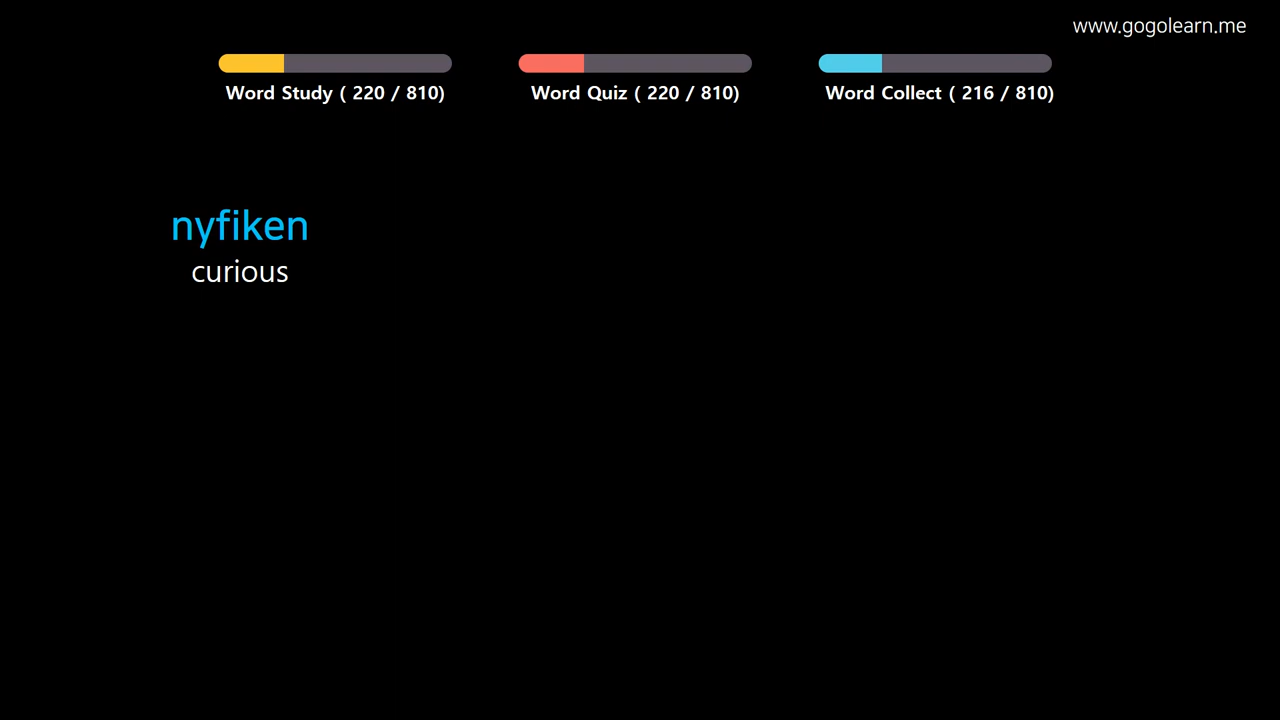 www.gogolearn.me
Word Study ( 220 / 810)
Word Quiz ( 220 / 810)
Word Collect ( 216 / 810)
nyfiken
curious